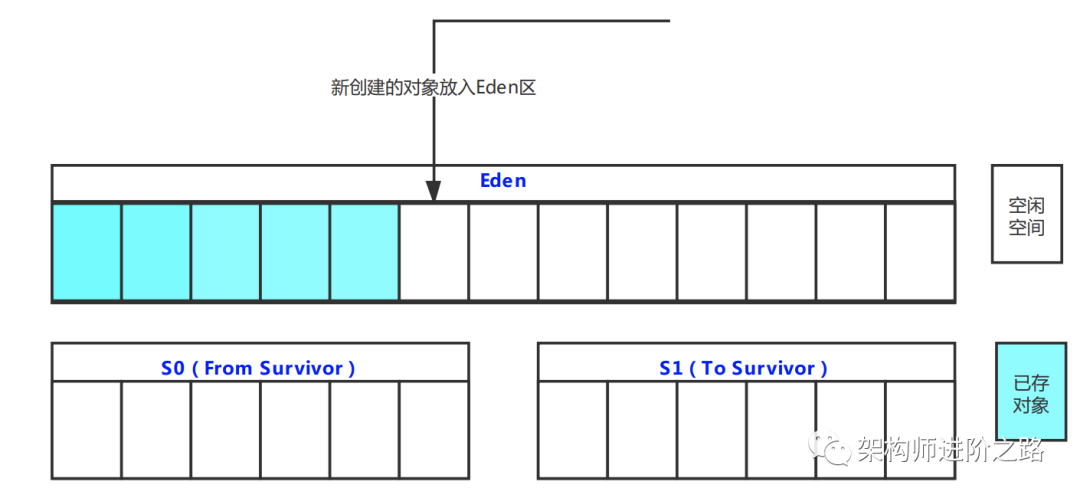 新创建的对象放入Eden区
Eden
空闲
空间
S0 ( From Survivor )
S1 ( To Survivor )
已存
对象
架构师进阶之路